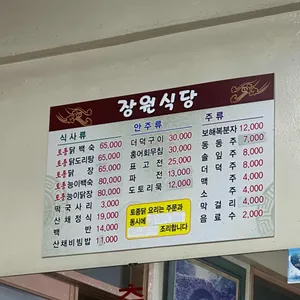 장원식당
식사류
토종닭백숙 65,000
토종닭도리탕 65,000
토종닭장 65,000
토종능이백숙 80,000
토종능이닭장 80,000
막국사리 3,000
산채정식 19,000
백반 14,000
산채비빔밥 11,000
안주류
더덕구이 30,000
홍어회무침 30,000
표고전 25,000
파전 13,000
도토리묵 12,000
토종닭 요리는 주문과
동시에
조리합니다
주류
보해복분자 12,000
동동주 7,000
솔잎주 8,000
더덕주 8,000
맥주 4,000
소주 4,000
막걸리 4,000
음료수 2,000